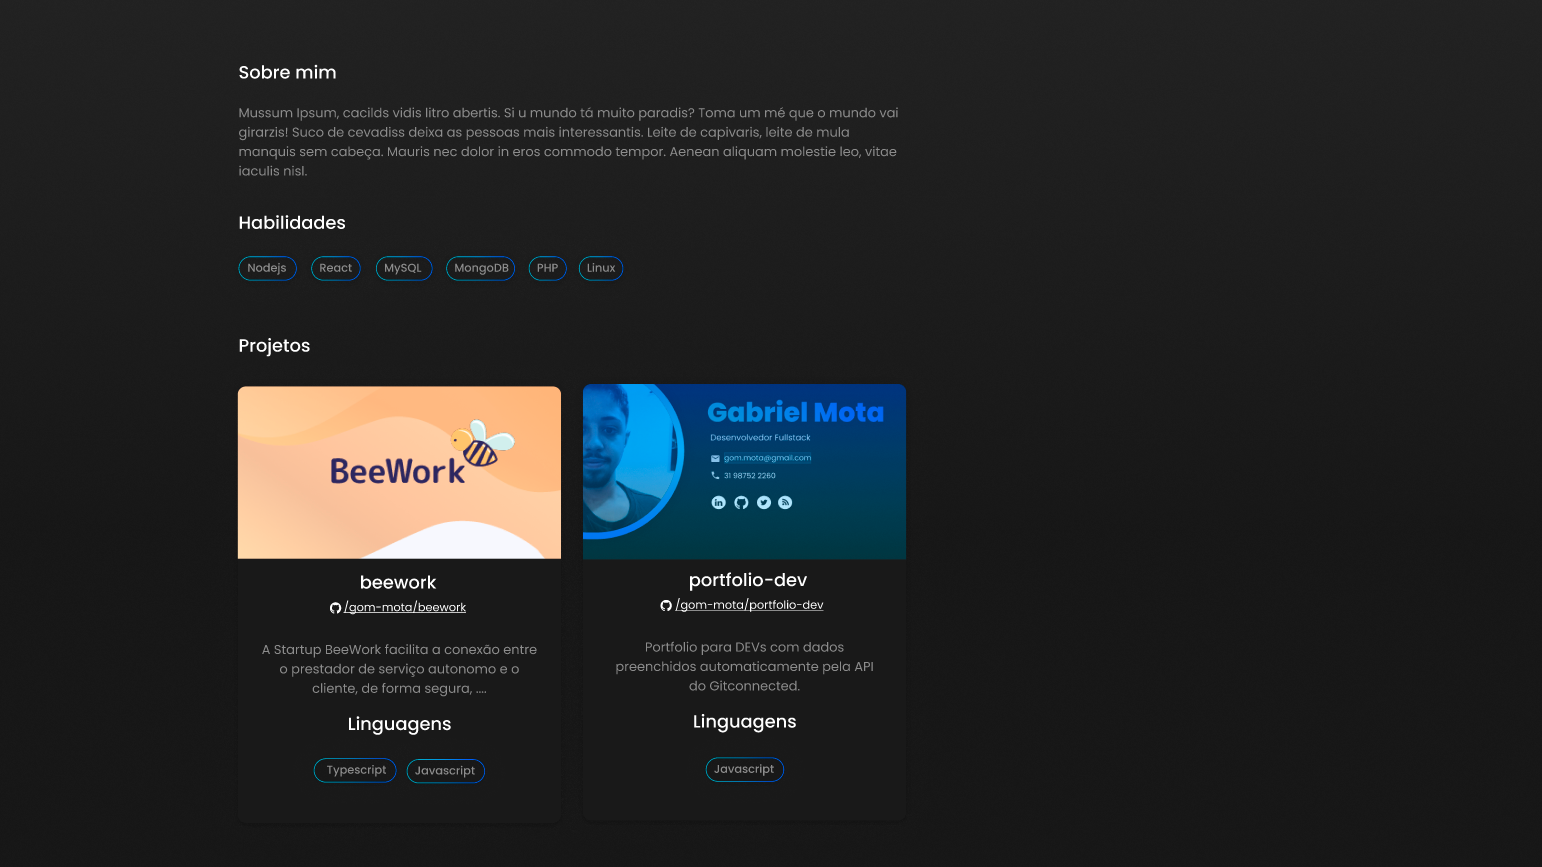 Sobre mim
Mussum Ipsum, cacilds vidis litro abertis. Si u mundo tá muito paradis? Toma um mé que o mundo vai
girarzis! Suco de cevadiss deixa as pessoas mais interessantis. Leite de capivaris, leite de mula
manquis sem cabeça. Mauris nec dolor in eros commodo tempor. Aenean aliquam molestie leo, vitae
iaculis nisl.
Habilidades
Nodejs React MySQL MongoDB PHP Linux
Projetos
BeeWork
beework
/gom-mota/beework
A Startup BeeWork facilita a conexão entre
o prestador de serviço autonomo e o
cliente, de forma segura, ....
Linguagens
Typescript Javascript
Gabriel Mota
Desenvolvedor Fullstack
gom.mota@gmail.com
31 98752 2260
portfolio-dev
/gom-mota/portfolio-dev
Portfolio para DEVs com dados
preenchidos automaticamente pela API
do Gitconnected.
Linguagens
Javascript